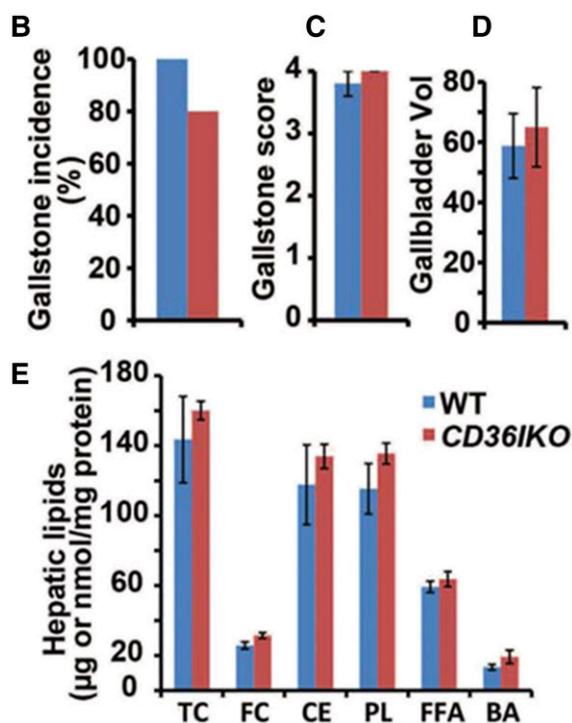 B
Gallstone incidence
(%)
100
80
60
40
20
0
C
Gallstone score
4
3
2
1
0
D
Gallbladder Vol
80
60
40
20
0
E
Hepatic lipids
(µg or nmol/mg protein)
180
140
100
60
20
0
WT
CD36IKO
TC FC CE PL FFA BA